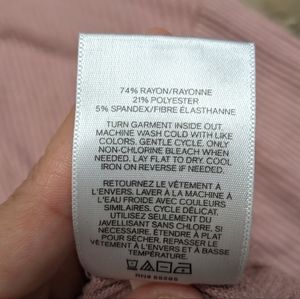 74% RAYON/RAYONNE
21% POLYESTER
5% SPANDEX/FIBRE ÉLASTHANNE
TURN GARMENT INSIDE OUT,
MACHINE WASH COLD WITH LIKE
COLORS. GENTLE CYCLE. ONLY
NON-CHLORINE BLEACH WHEN
NEEDED. LAY FLAT TO DRY. COOL
IRON ON REVERSE IF NEEDED.
RETOURNEZ LE VÊTEMENT À
L'ENVERS. LAVER À LA MACHINE À
L'EAU FROIDE AVEC COULEURS
SIMILAIRES. CYCLE DÉLICAT.
UTILISEZ SEULEMENT DU
JAVELLISANT SANS CHLORE, SI
NÉCESSAIRE. ÉTENDRE À PLAT
POUR SÉCHER. REPASSER À
L'ENVERS ET À BASSE
TEMPÉRATURE.
RN#